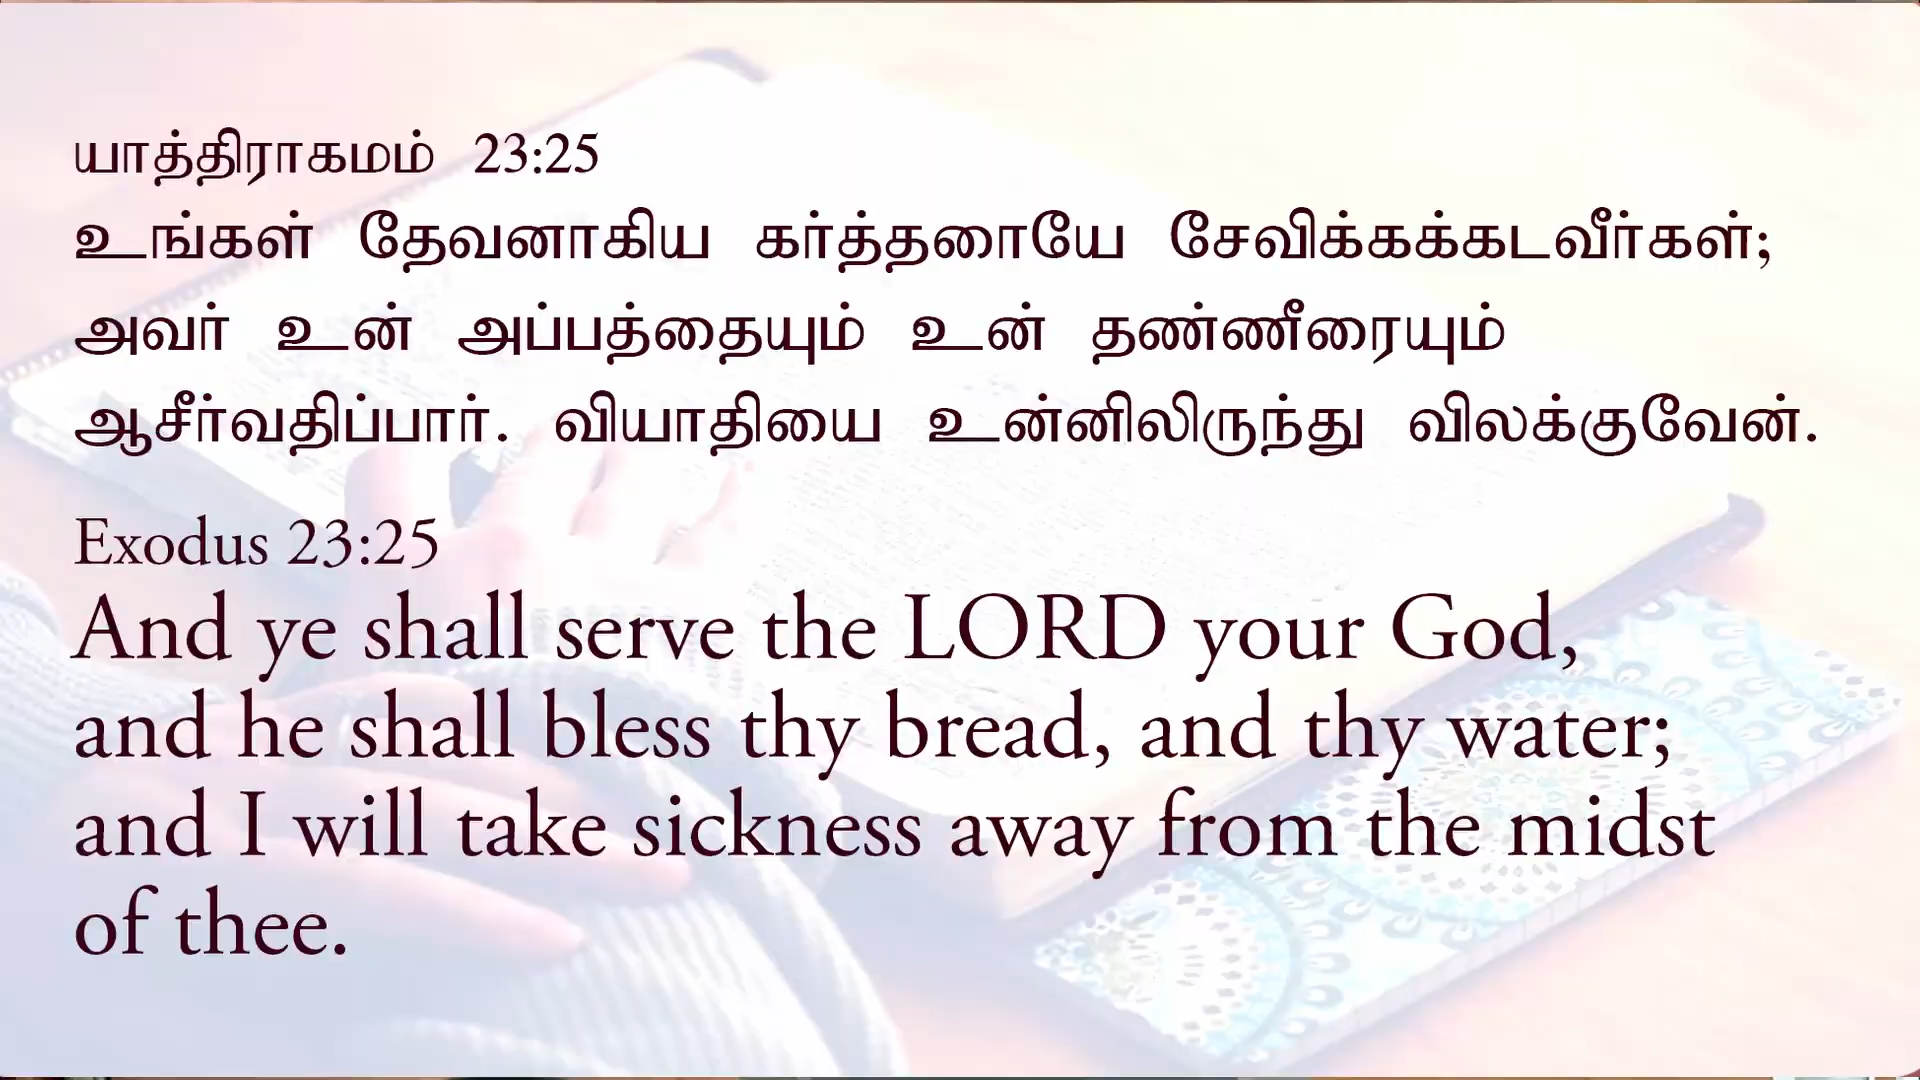 யாத்திராகமம் 23:25
உங்கள் தேவனாகிய கர்த்தரையே சேவிக்கக்கடவீர்கள்;
அவர் உன் அப்பத்தையும் உன் தண்ணீரையும்
ஆசீர்வதிப்பார். வியாதியை உன்னிலிருந்து விலக்குவேன்.
Exodus 23:25
And ye shall serve the LORD your God,
and he shall bless thy bread, and thy water;
and I will take sickness away from the midst
of thee.